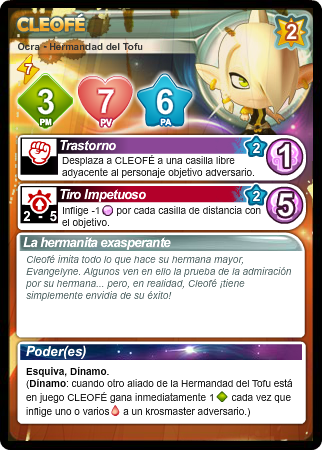 CLEOFÉ
2
Ocra - Hermandad del Tofu
7
3
PM
7
PV
6
PA
Trastorno
2
1
Desplaza a CLEOFÉ a una casilla libre
adyacente al personaje objetivo adversario.
Tiro Impetuoso
2
5
2 - 5
Inflige -1 por cada casilla de distancia con
el objetivo.
La hermanita exasperante
Cleofé imita todo lo que hace su hermana mayor,
Evangelyne. Algunos ven en ello la prueba de la admiración
por su hermana... pero, en realidad, Cleofé ¡tiene
simplemente envidia de su éxito!
Poder(es)
Esquiva, Dínamo.
(Dínamo: cuando otro aliado de la Hermandad del Tofu está
en juego CLEOFÉ gana inmediatamente 1 cada vez que
inflige uno o varios a un krosmaster adversario.)